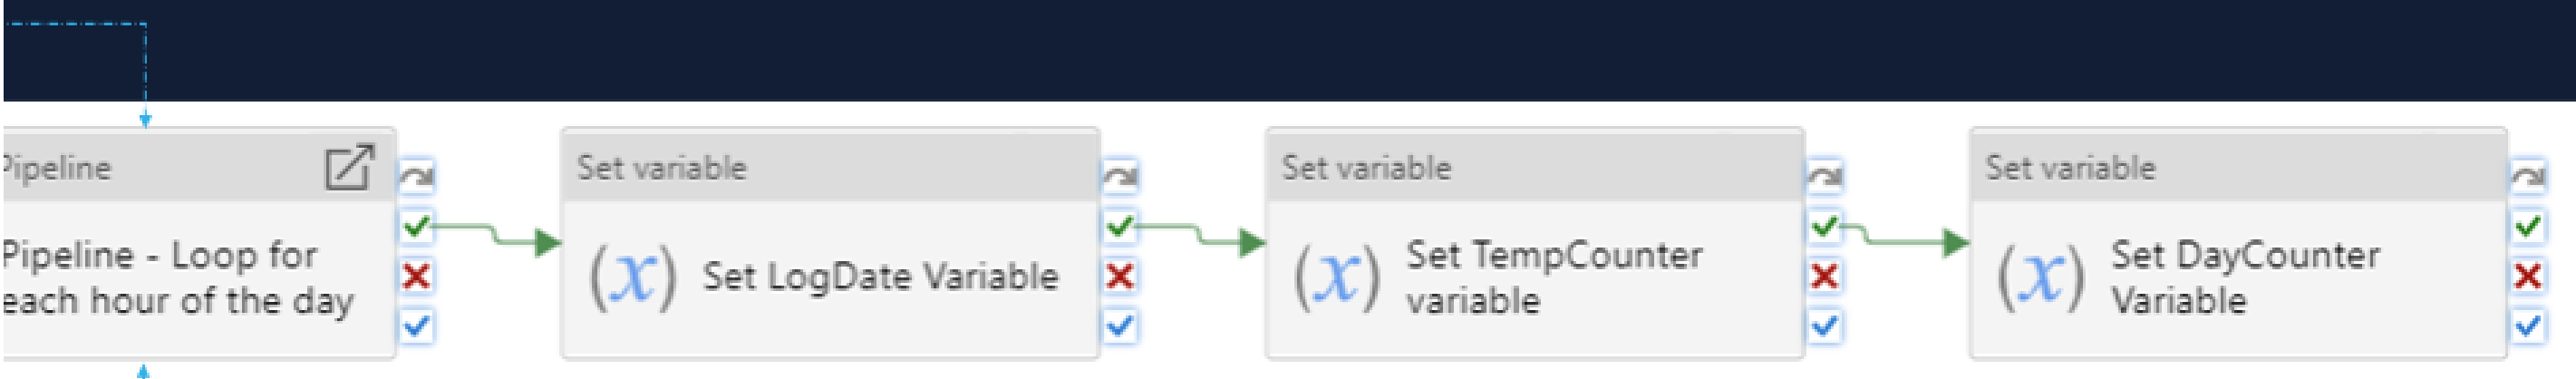 Pipeline
Pipeline - Loop for
each hour of the day
Set variable
(x) Set LogDate Variable
Set variable
(x) Set TempCounter
variable
Set variable
(x) Set DayCounter
Variable